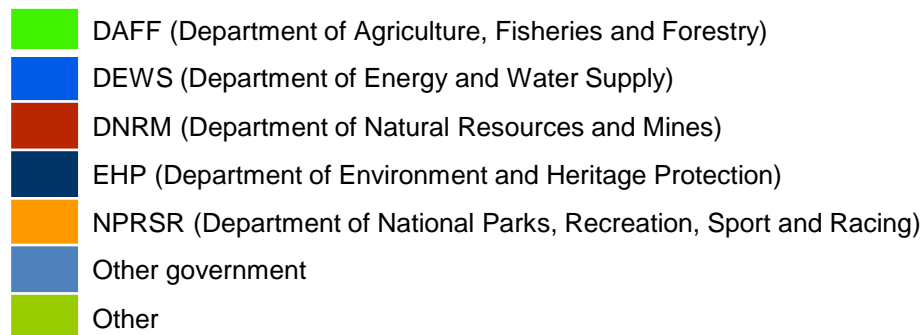 DAFF (Department of Agriculture, Fisheries and Forestry)
DEWS (Department of Energy and Water Supply)
DNRM (Department of Natural Resources and Mines)
EHP (Department of Environment and Heritage Protection)
NPRSR (Department of National Parks, Recreation, Sport and Racing)
Other government
Other